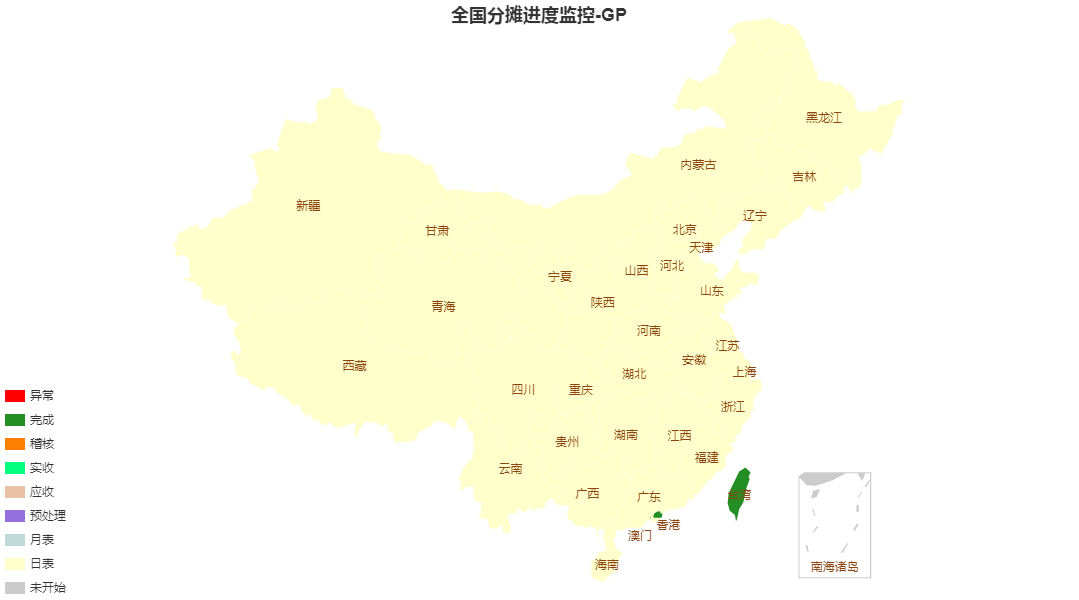 全国分摊进度监控-GP
黑龙江
内蒙古
吉林
新疆
辽宁
甘肃
北京
天津
宁夏
山西
河北
山东
青海
陕西
河南
江苏
西藏
安徽
湖北
上海
四川
重庆
浙江
贵州
湖南
江西
福建
云南
广西
广东
台湾
香港
澳门
海南
南海诸岛
异常
完成
稽核
实收
应收
预处理
月表
日表
未开始